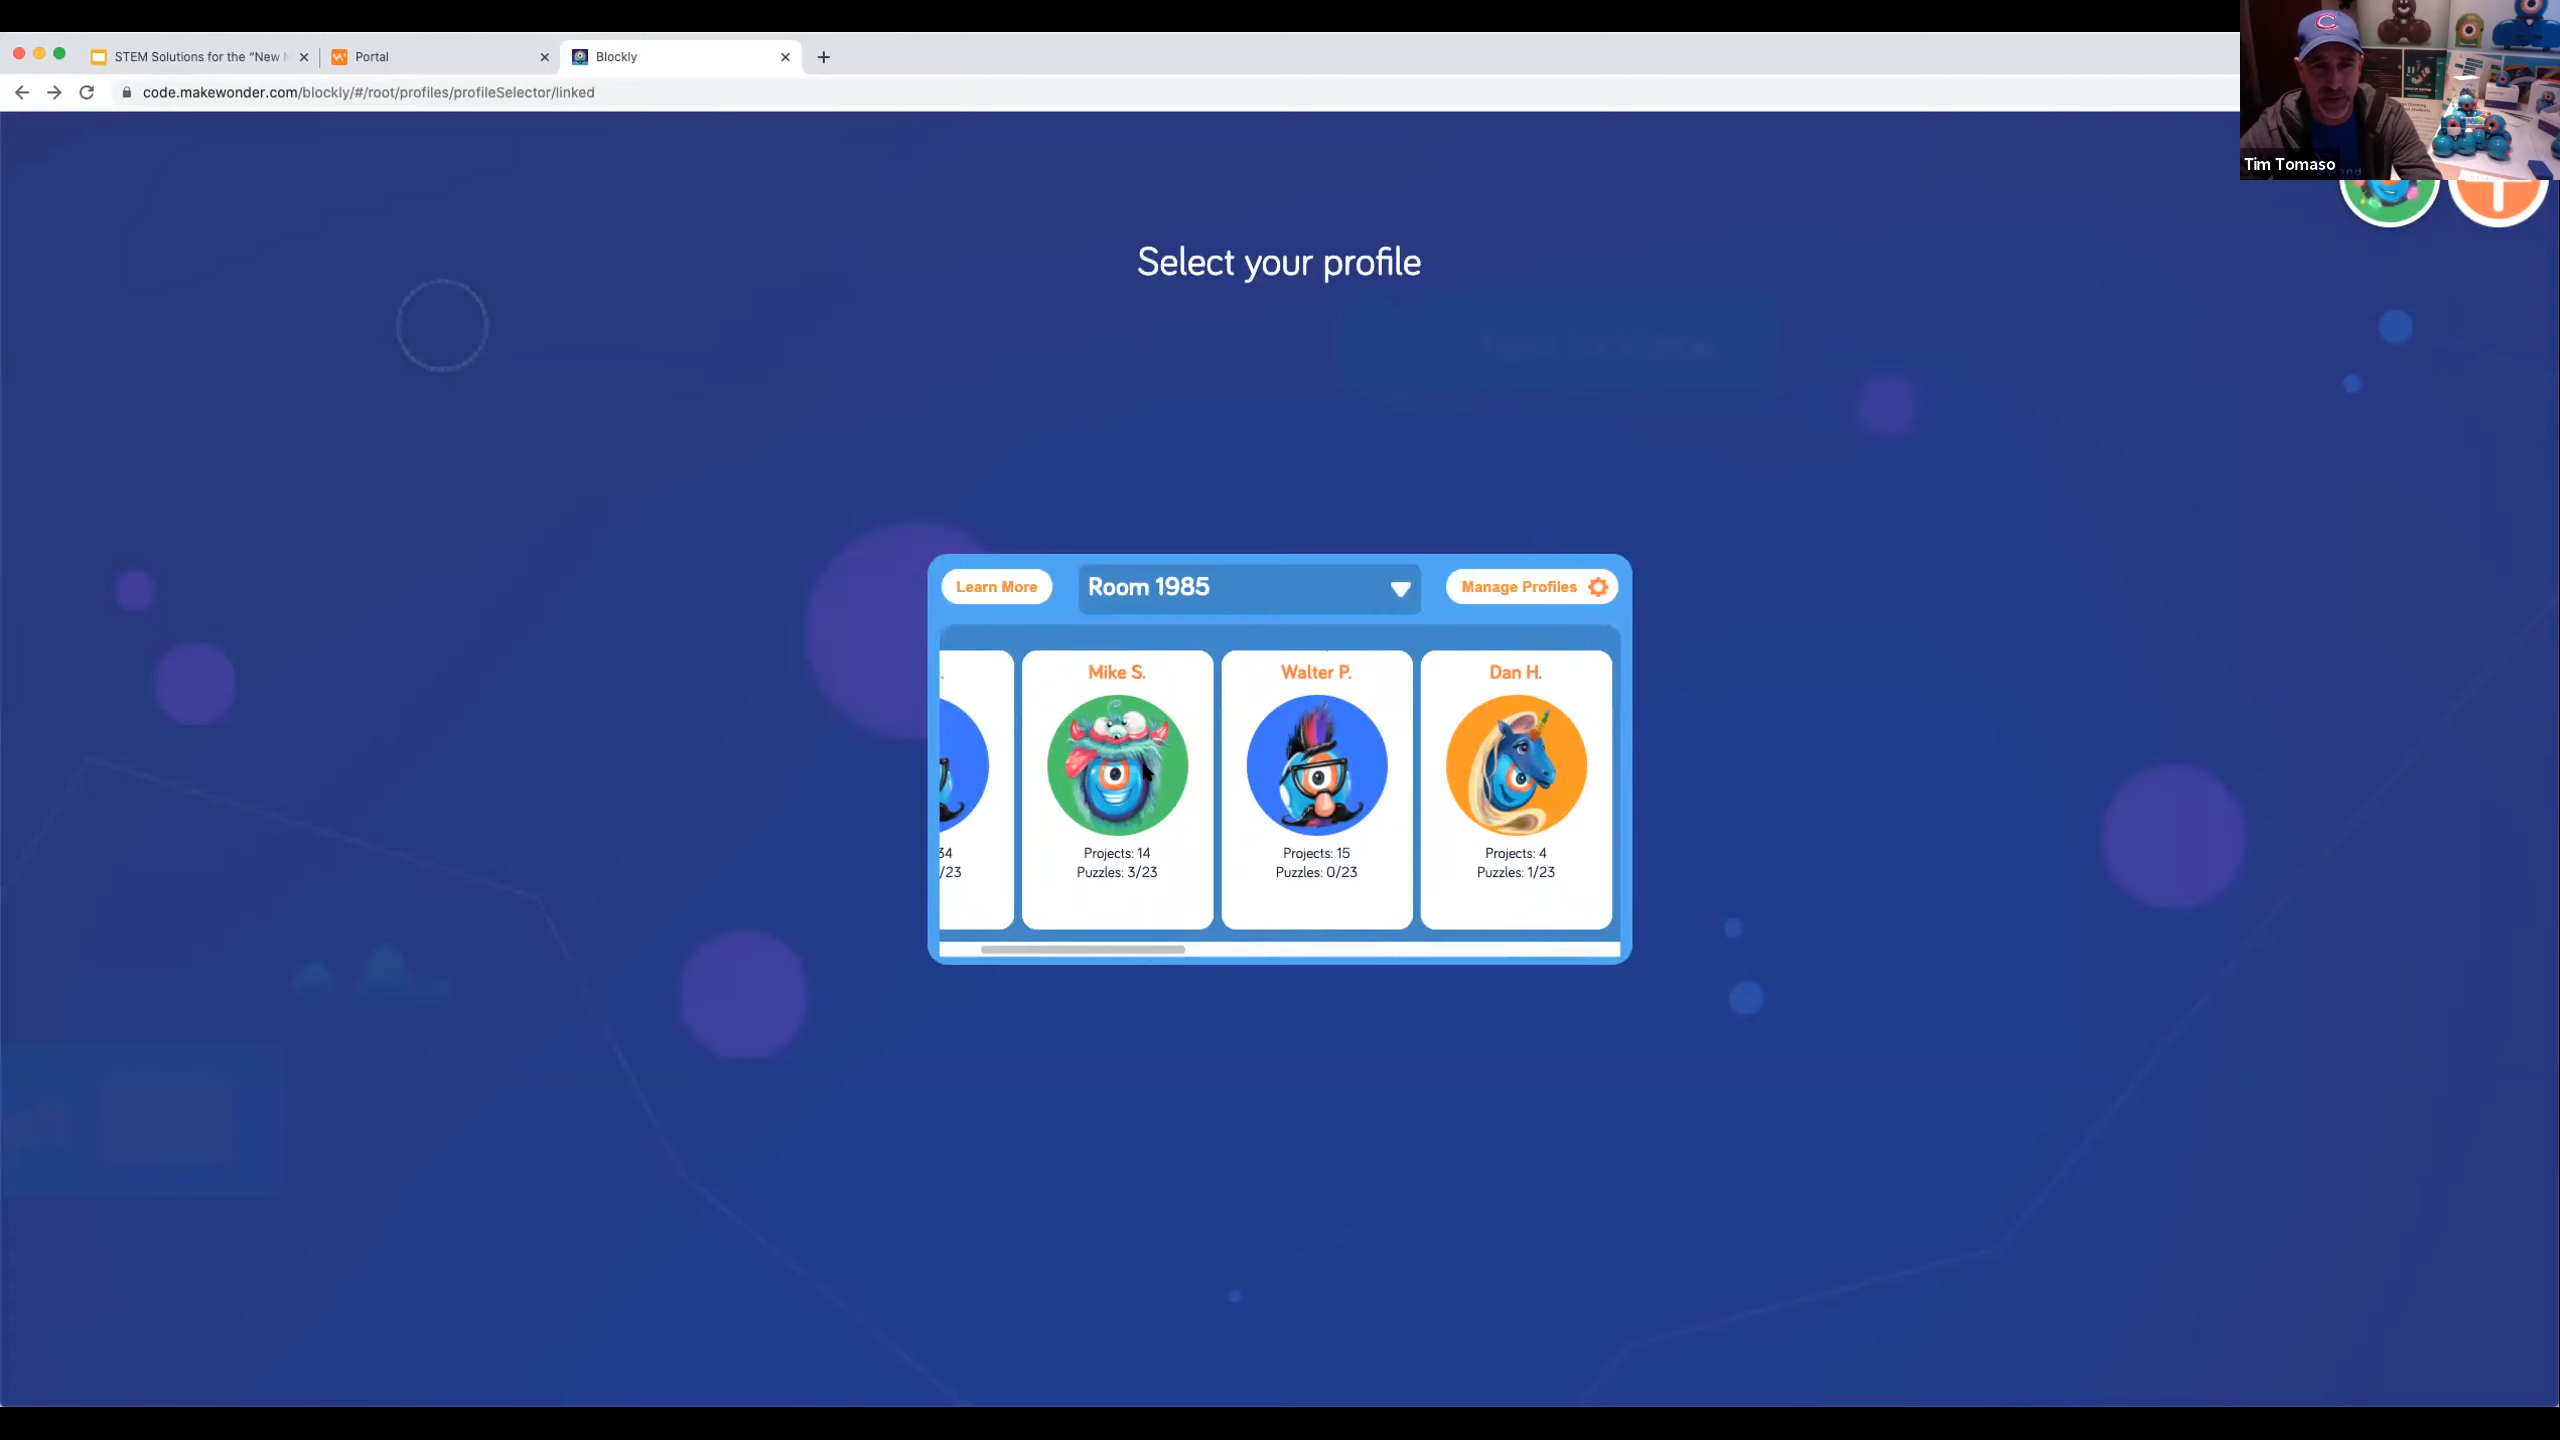 STEM Solutions for the “New
Portal
Blockly
code.makewonder.com/blockly/#/root/profiles/profileSelector/linked
C
Tim Tomaso
Select your profile
Learn More
Room 1985
Manage Profiles
.
Mike S.
Walter P.
Dan H.
34
/23
Projects: 14
Puzzles: 3/23
Projects: 15
Puzzles: 0/23
Projects: 4
Puzzles: 1/23